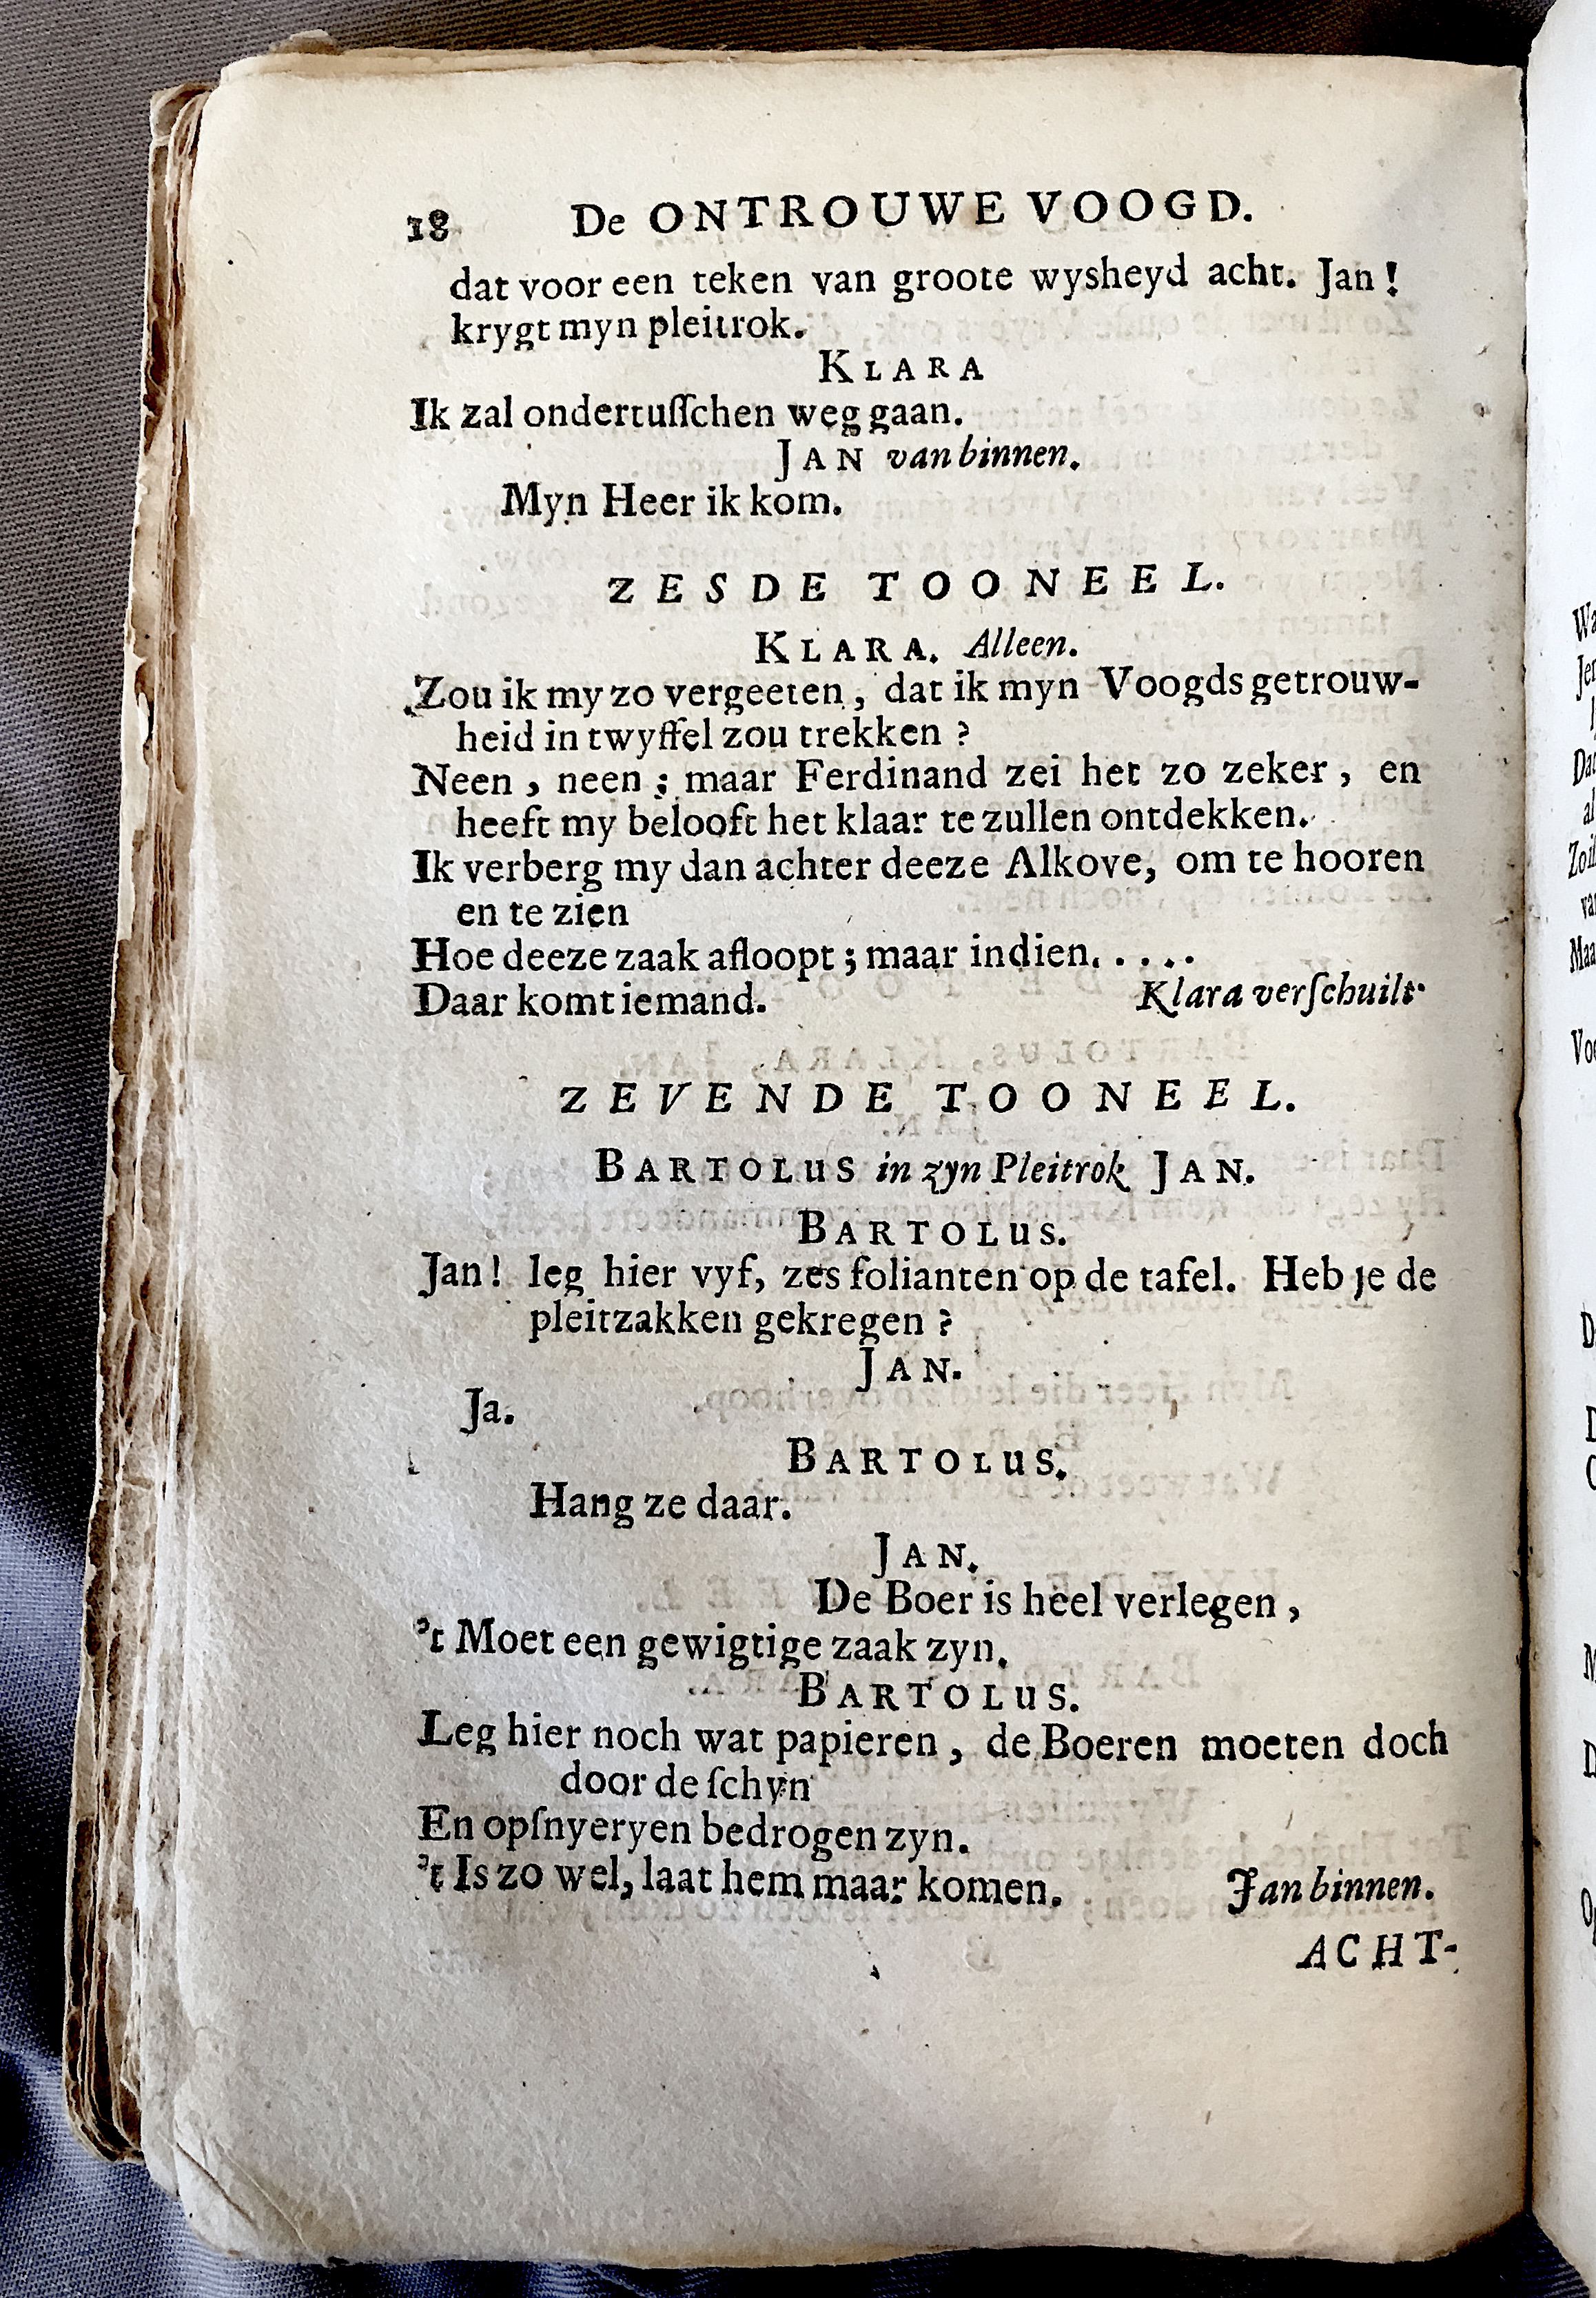 18 De ONTROUWE VOOGD.
dat voor een teken van groote wysheyd acht. Jan!
krygt myn pleitrok.
KLARA
Ik zal ondertuſſchen weg gaan.
JAN van binnen.
Myn Heer ik kom.
ZESDE TOONEEL.
KLARA. Alleen.
Zou ik my zo vergeeten, dat ik myn Voogds getrouw-
heid in twyffel zou trekken?
Neen, neen; maar Ferdinand zei het zo zeker, en
heeft my belooft het klaar te zullen ontdekken.
Ik verberg my dan achter deeze Alkove, om te hooren
en te zien
Hoe deeze zaak afloopt; maar indien.....
Daar komt iemand. Klara verſchuilt
ZEVENDE TOONEEL.
BARTOLUS in zyn Pleitrok JAN.
BARTOLUS.
Jan! leg hier vyf, zes folianten op de tafel. Heb je de
pleitzakken gekregen?
JAN.
Ja.
BARTOLUS.
Hang ze daar.
JAN.
De Boer is heel verlegen,
't Moet een gewigtige zaak zyn.
BARTOLUS.
Leg hier noch wat papieren, de Boeren moeten doch
door de ſchyn
En opſnyeryen bedrogen zyn.
't Is zo wel, laat hem maar komen. Jan binnen.
ACHT-